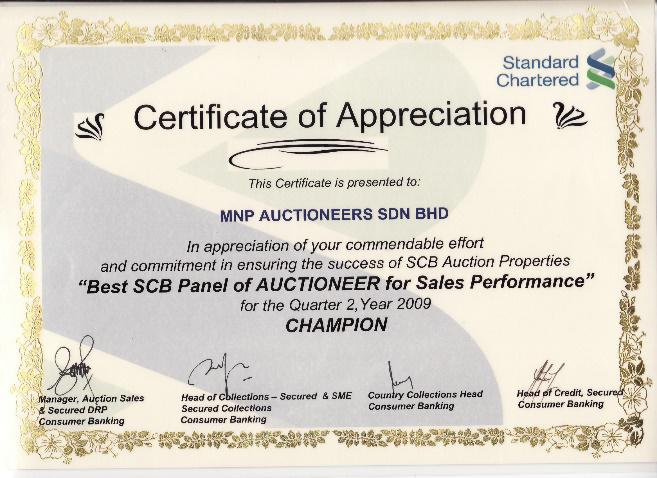 Standard
Chartered
Certificate of Appreciation
This Certificate is presented to:
MNP AUCTIONEERS SDN BHD
In appreciation of your commendable effort
and commitment in ensuring the success of SCB Auction Properties
"Best SCB Panel of AUCTIONEER for Sales Performance"
for the Quarter 2, Year 2009
CHAMPION
Manager, Auction Sales
& Secured DRP
Consumer Banking
Head of Collections – Secured & SME
Secured Collections
Consumer Banking
Country Collections Head
Consumer Banking
Head of Credit, Secured
Consumer Banking